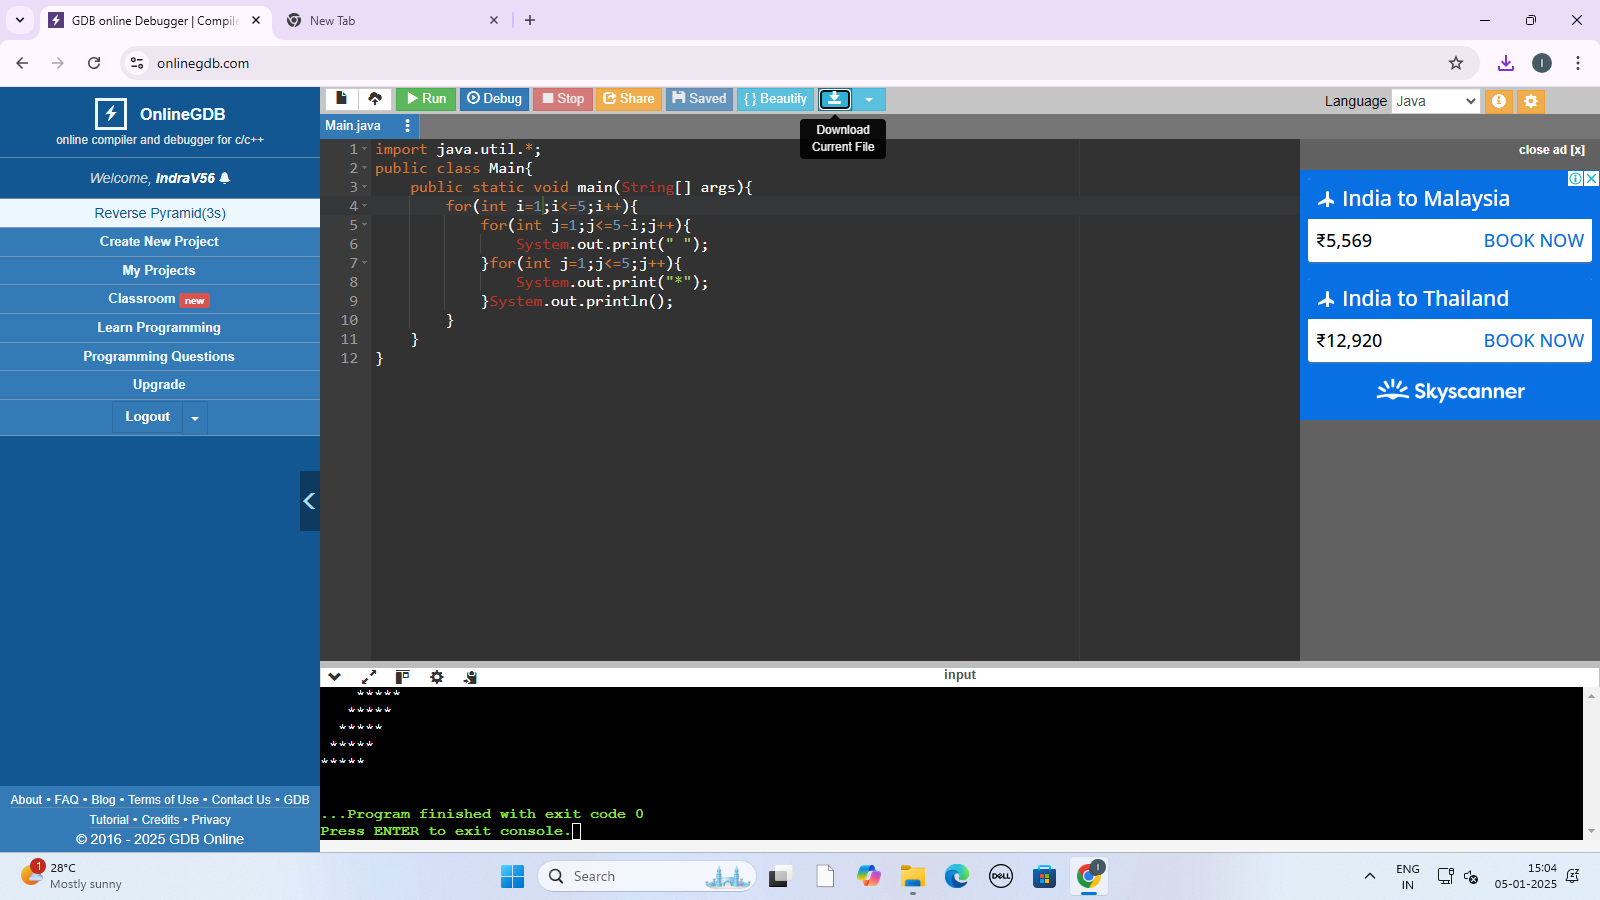 GDB online Debugger | Compile
New Tab
onlinegdb.com
OnlineGDB
online compiler and debugger for c/c++
Welcome, IndraV56
Reverse Pyramid(3s)
Create New Project
My Projects
Classroom new
Learn Programming
Programming Questions
Upgrade
Logout
About • FAQ • Blog • Terms of Use • Contact Us • GDB
Tutorial • Credits • Privacy
© 2016 - 2025 GDB Online
Run
Debug
Stop
Share
Saved
{ } Beautify
Language Java
Download
Current File
Main.java
1 import java.util.*;
2 public class Main{
3 public static void main(String[] args){
4 for(int i=1;i<=5;i++){
5 for(int j=1;j<=5-i;j++){
6 System.out.print(" ");
7 }for(int j=1;j<=5;j++){
8 System.out.print("*");
9 }System.out.println();
10 }
11 }
12 }
close ad [x]
India to Malaysia
₹5,569 BOOK NOW
India to Thailand
₹12,920 BOOK NOW
Skyscanner
input
*****
*****
*****
*****
*****
...Program finished with exit code 0
Press ENTER to exit console.
1
28°C
Mostly sunny
Search
DELL
I
ENG
IN
15:04
05-01-2025